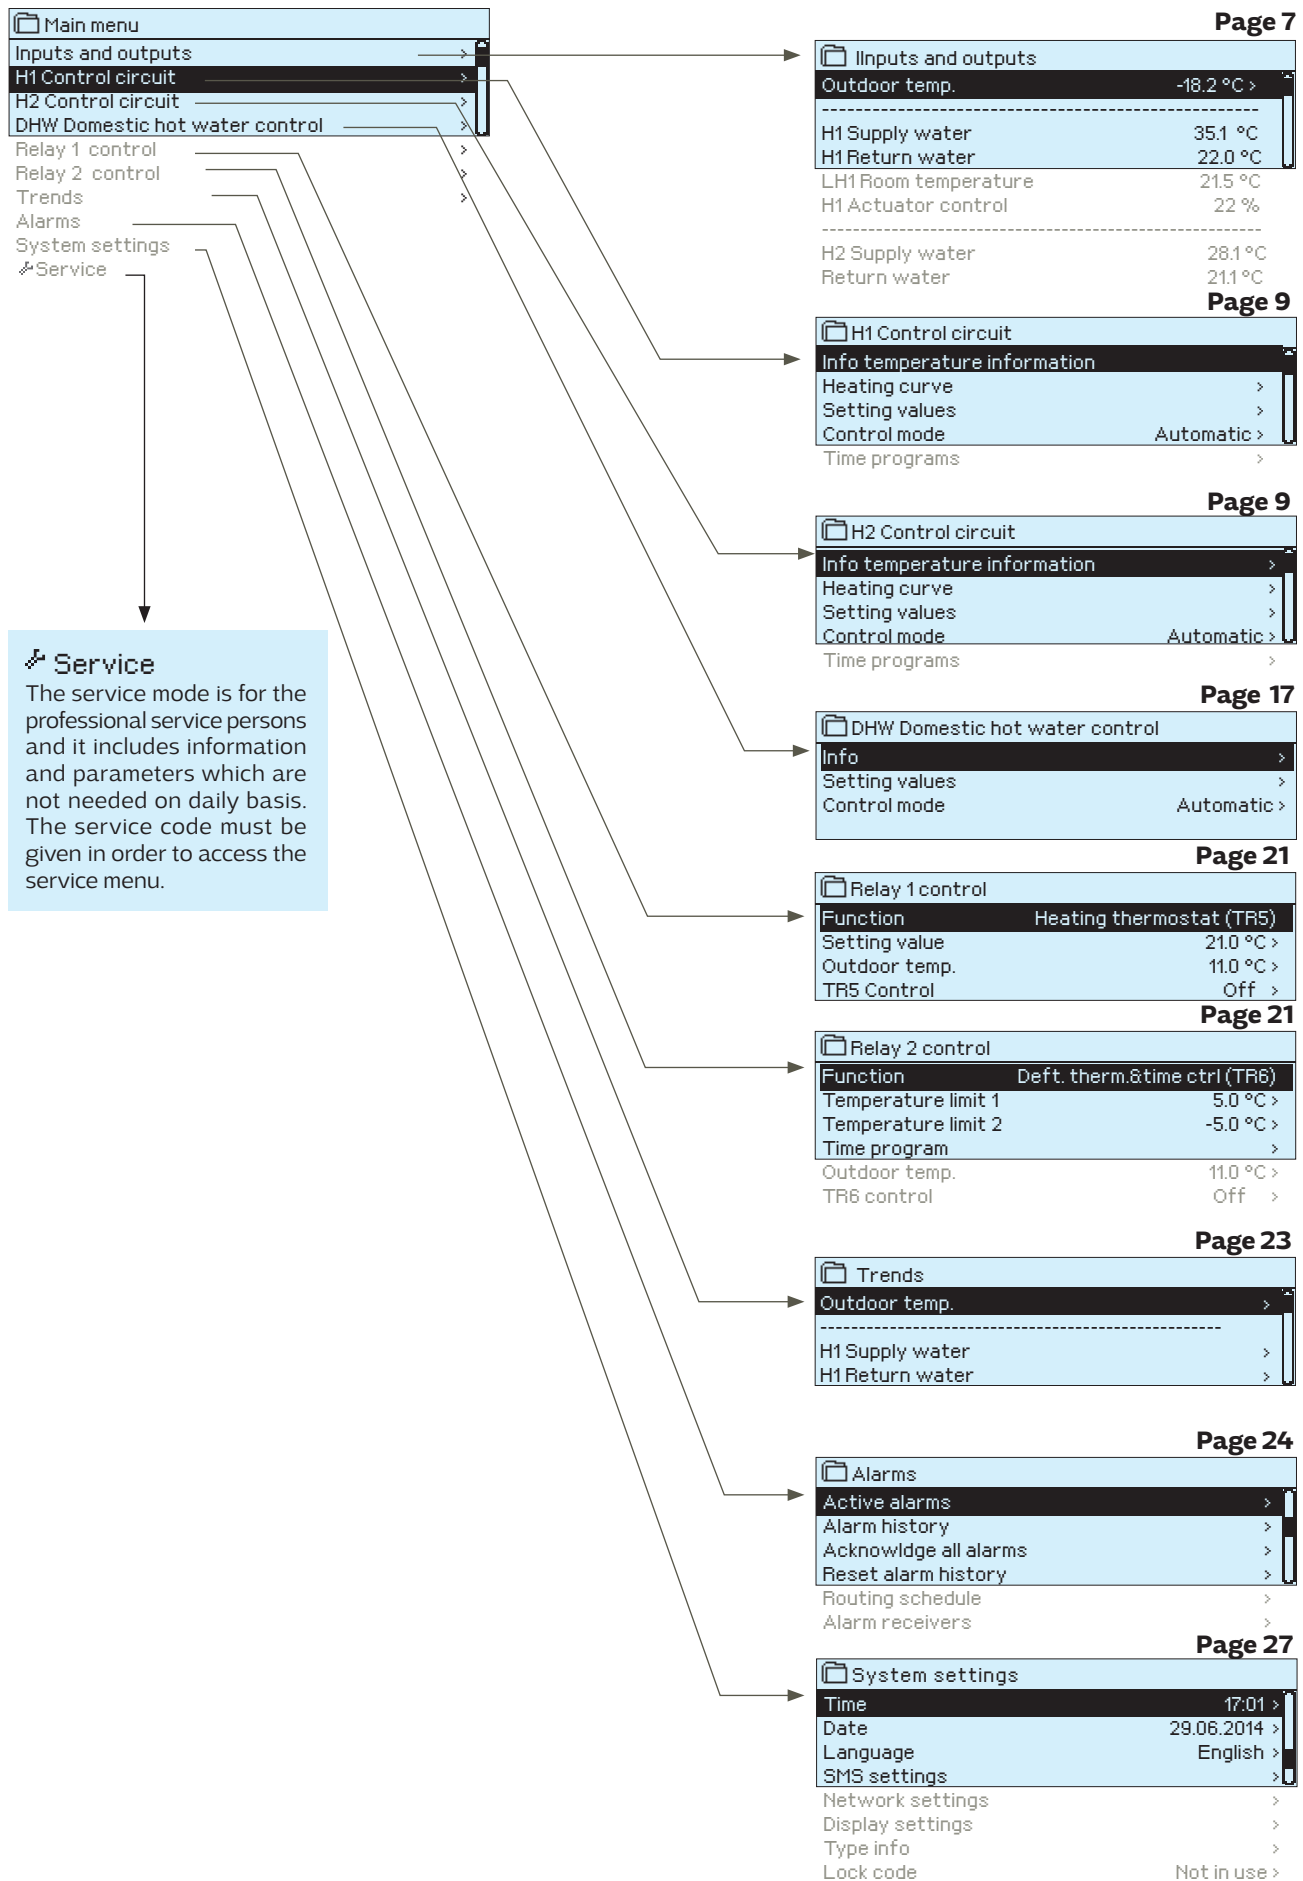 Main menu
Inputs and outputs >
H1 Control circuit >
H2 Control circuit >
DHW Domestic hot water control >
Relay 1 control >
Relay 2 control >
Trends >
Alarms
System settings
Service
Service
The service mode is for the
professional service persons
and it includes information
and parameters which are
not needed on daily basis.
The service code must be
given in order to access the
service menu.
Page 7
IInputs and outputs
Outdoor temp. -18.2 °C >
------------------------------------------------------------
H1 Supply water 35.1 °C
H1 Return water 22.0 °C
LH1 Room temperature 21.5 °C
H1 Actuator control 22 %
------------------------------------------------------------
H2 Supply water 28.1 °C
Return water 21.1 °C
Page 9
H1 Control circuit
Info temperature information
Heating curve >
Setting values >
Control mode Automatic >
Time programs >
Page 9
H2 Control circuit
Info temperature information >
Heating curve >
Setting values >
Control mode Automatic >
Time programs >
Page 17
DHW Domestic hot water control
Info >
Setting values >
Control mode Automatic >
Page 21
Relay 1 control
Function Heating thermostat (TR5)
Setting value 21.0 °C >
Outdoor temp. 11.0 °C >
TR5 Control Off >
Page 21
Relay 2 control
Function Deft. therm.&time ctrl (TR6)
Temperature limit 1 5.0 °C >
Temperature limit 2 -5.0 °C >
Time program >
Outdoor temp. 11.0 °C >
TR6 control Off >
Page 23
Trends
Outdoor temp. >
------------------------------------------------------
H1 Supply water >
H1 Return water >
Page 24
Alarms
Active alarms >
Alarm history >
Acknowldge all alarms >
Reset alarm history >
Routing schedule >
Alarm receivers >
Page 27
System settings
Time 17:01 >
Date 29.06.2014 >
Language English >
SMS settings >
Network settings >
Display settings >
Type info >
Lock code Not in use >